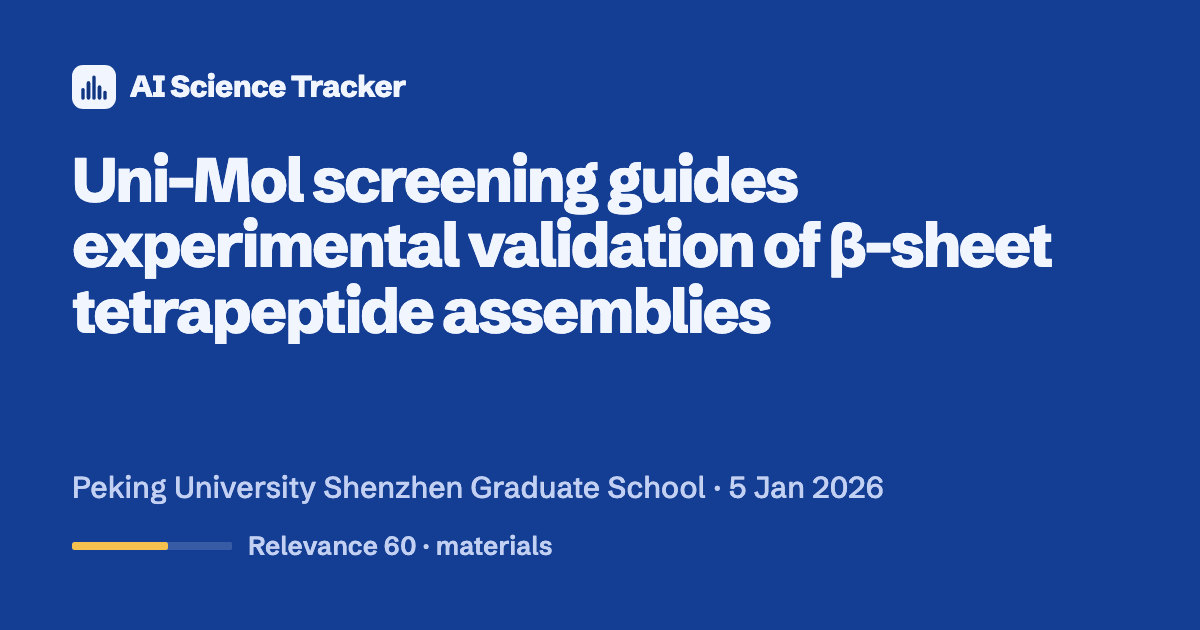 AI Science Tracker
Uni-Mol screening guides
experimental validation of β-sheet
tetrapeptide assemblies
Peking University Shenzhen Graduate School · 5 Jan 2026
Relevance 60 · materials